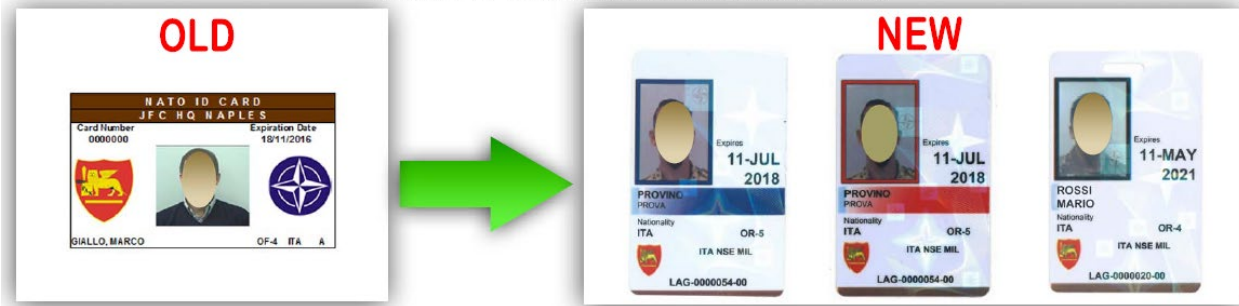 OLD
NATO ID CARD
JFC HQ NAPLES
Card Number
0000000
Expiration Date
18/11/2016
GIALLO, MARCO
OF-4 ITA A
NEW
Expires
11-JUL
2018
PROVINO
PROVA
Nationality
ITA
OR-5
ITA NSE MIL
LAG-0000054-00
Expires
11-JUL
2018
PROVINO
PROVA
Nationality
ITA
OR-5
ITA NSE MIL
LAG-0000054-00
Expires
11-MAY
2021
ROSSI
MARIO
Nationality
ITA
OR-4
ITA NSE MIL
LAG-0000020-00